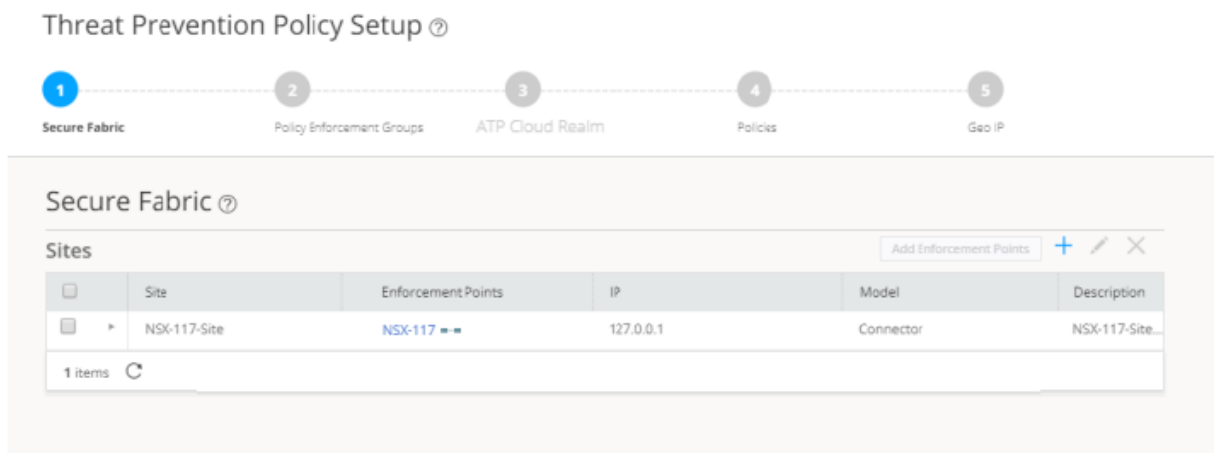 Threat Prevention Policy Setup ?
1 2 3 4 5
Secure Fabric Policy Enforcement Groups ATP Cloud Realm Policies Geo IP
Secure Fabric ?
Sites Add Enforcement Points
Site Enforcement Points IP Model Description
NSX-117-Site NSX-117 127.0.0.1 Connector NSX-117-Site...
1 items